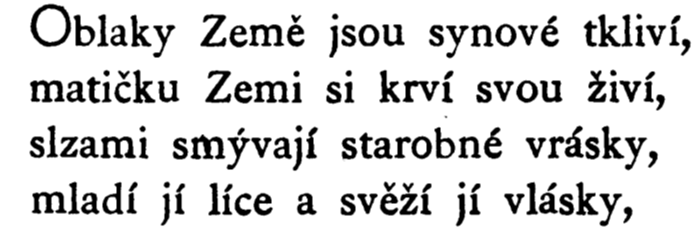 Oblaky Země jsou synové tkliví,
matičku Zemi si krví svou živí,
slzami smývají starobné vrásky,
mladí jí líce a svěží jí vlásky,